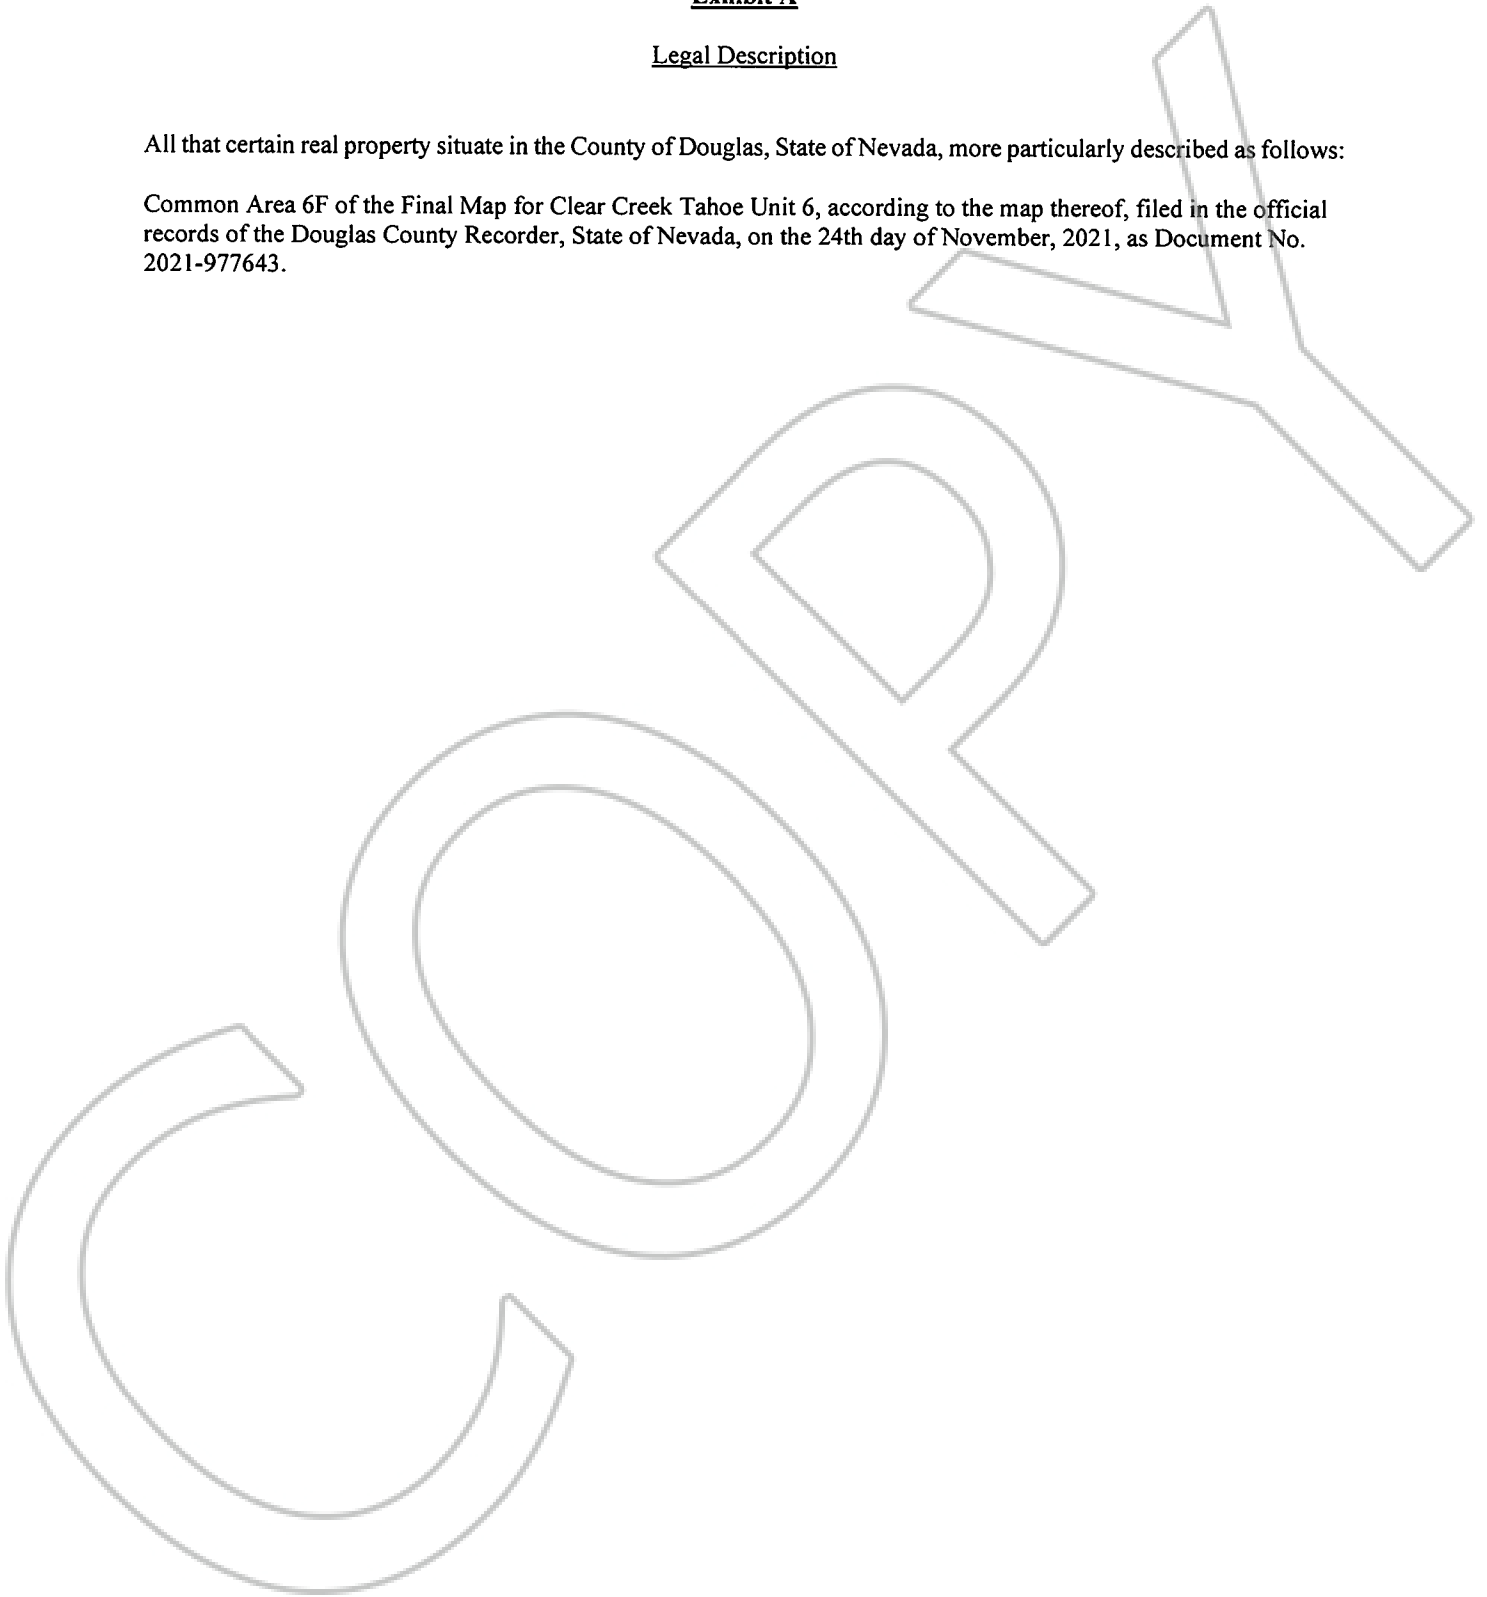 Exhibit A
Legal Description
All that certain real property situate in the County of Douglas, State of Nevada, more particularly described as follows:
Common Area 6F of the Final Map for Clear Creek Tahoe Unit 6, according to the map thereof, filed in the official
records of the Douglas County Recorder, State of Nevada, on the 24th day of November, 2021, as Document No.
2021-977643.
COPY